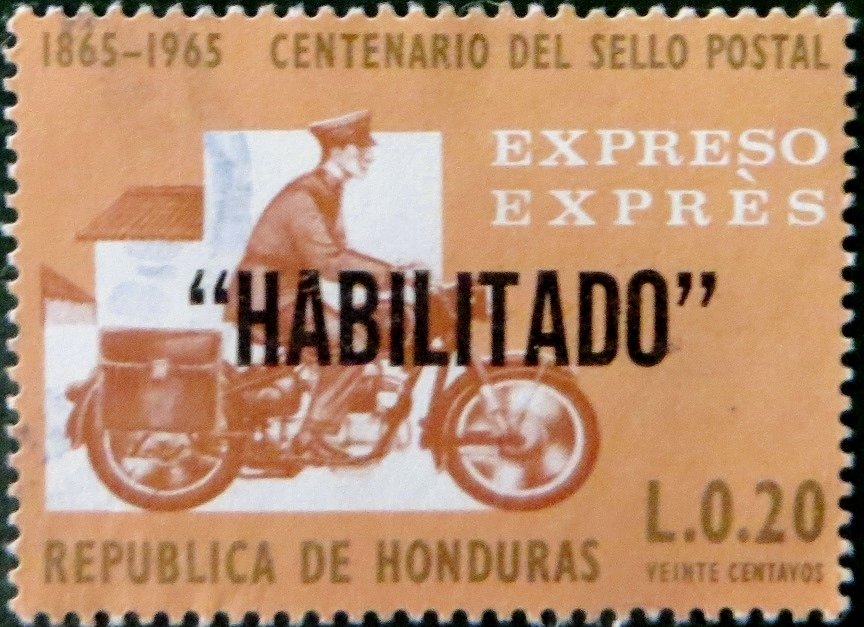 1865-1965 CENTENARIO DEL SELLO POSTAL
EXPRESO
EXPRÈS
“HABILITADO”
L.0.20
REPUBLICA DE HONDURAS
VEINTE CENTAVOS